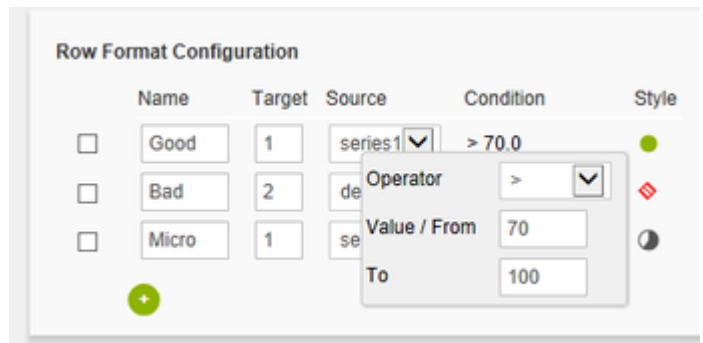 Row Format Configuration
Name Target Source Condition Style
Good 1 series1 > 70.0
Bad 2 de
Micro 1 se
Operator >
Value / From 70
To 100